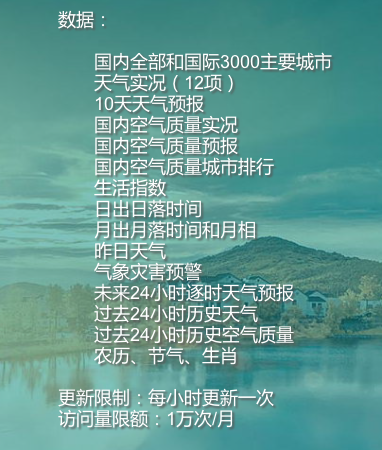 数据：
国内全部和国际3000主要城市
天气实况（12项）
10天天气预报
国内空气质量实况
国内空气质量预报
国内空气质量城市排行
生活指数
日出日落时间
月出月落时间和月相
昨日天气
气象灾害预警
未来24小时逐时天气预报
过去24小时历史天气
过去24小时历史空气质量
农历、节气、生肖
更新限制：每小时更新一次
访问量限额：1万次/月